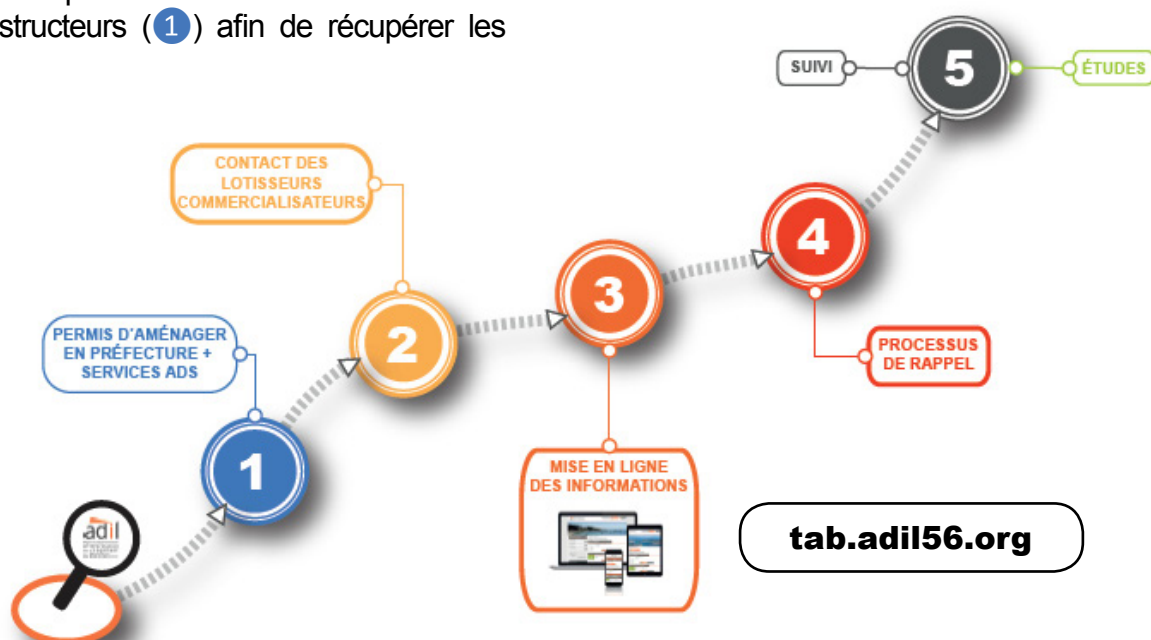 structeurs (1) afin de récupérer les
5
SUIVI
ÉTUDES
CONTACT DES
LOTISSEURS
COMMERCIALISATEURS
4
3
2
PERMIS D'AMÉNAGER
EN PRÉFECTURE +
SERVICES ADS
PROCESSUS
DE RAPPEL
1
MISE EN LIGNE
DES INFORMATIONS
tab.adil56.org
adil